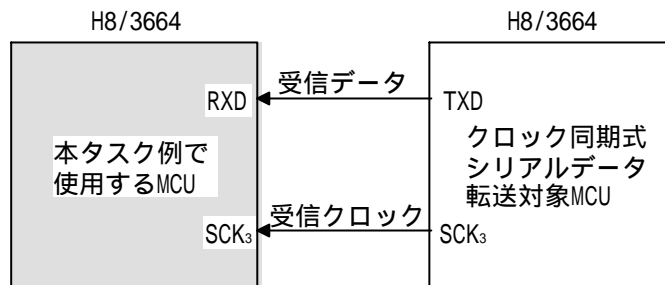 H8/3664
H8/3664
RXD
受信データ
TXD
本タスク例で
使用するMCU
クロック同期式
シリアルデータ
転送対象MCU
SCK₃
受信クロック
SCK₃